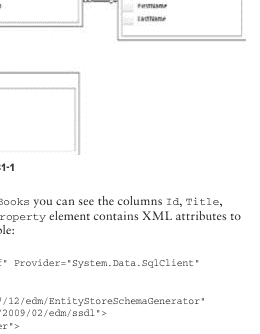 FirstName
LastName
1-1
Books you can see the columns Id, Title,
roperty element contains XML attributes to
ble:
" Provider="System.Data.SqlClient"
/12/edm/EntityStoreSchemaGenerator"
2009/02/edm/ssdl">
er">